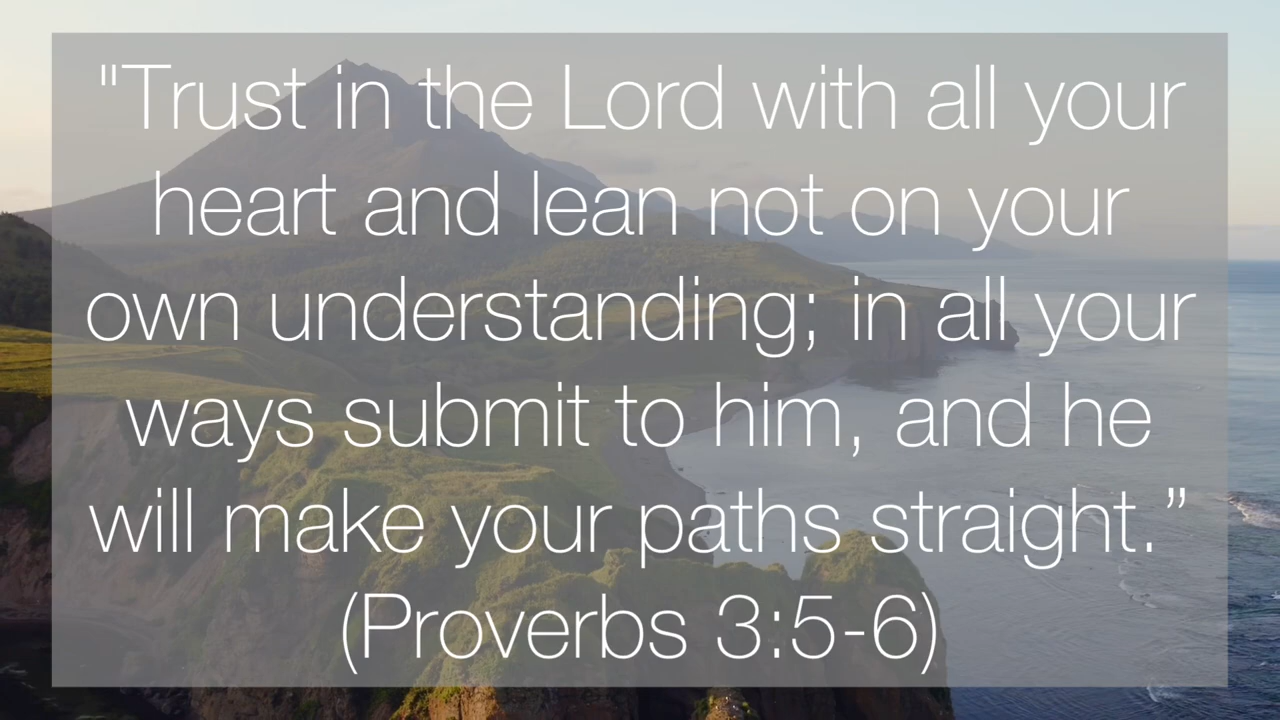 "Trust in the Lord with all your
heart and lean not on your
own understanding; in all your
ways submit to him, and he
will make your paths straight.”
(Proverbs 3:5-6)